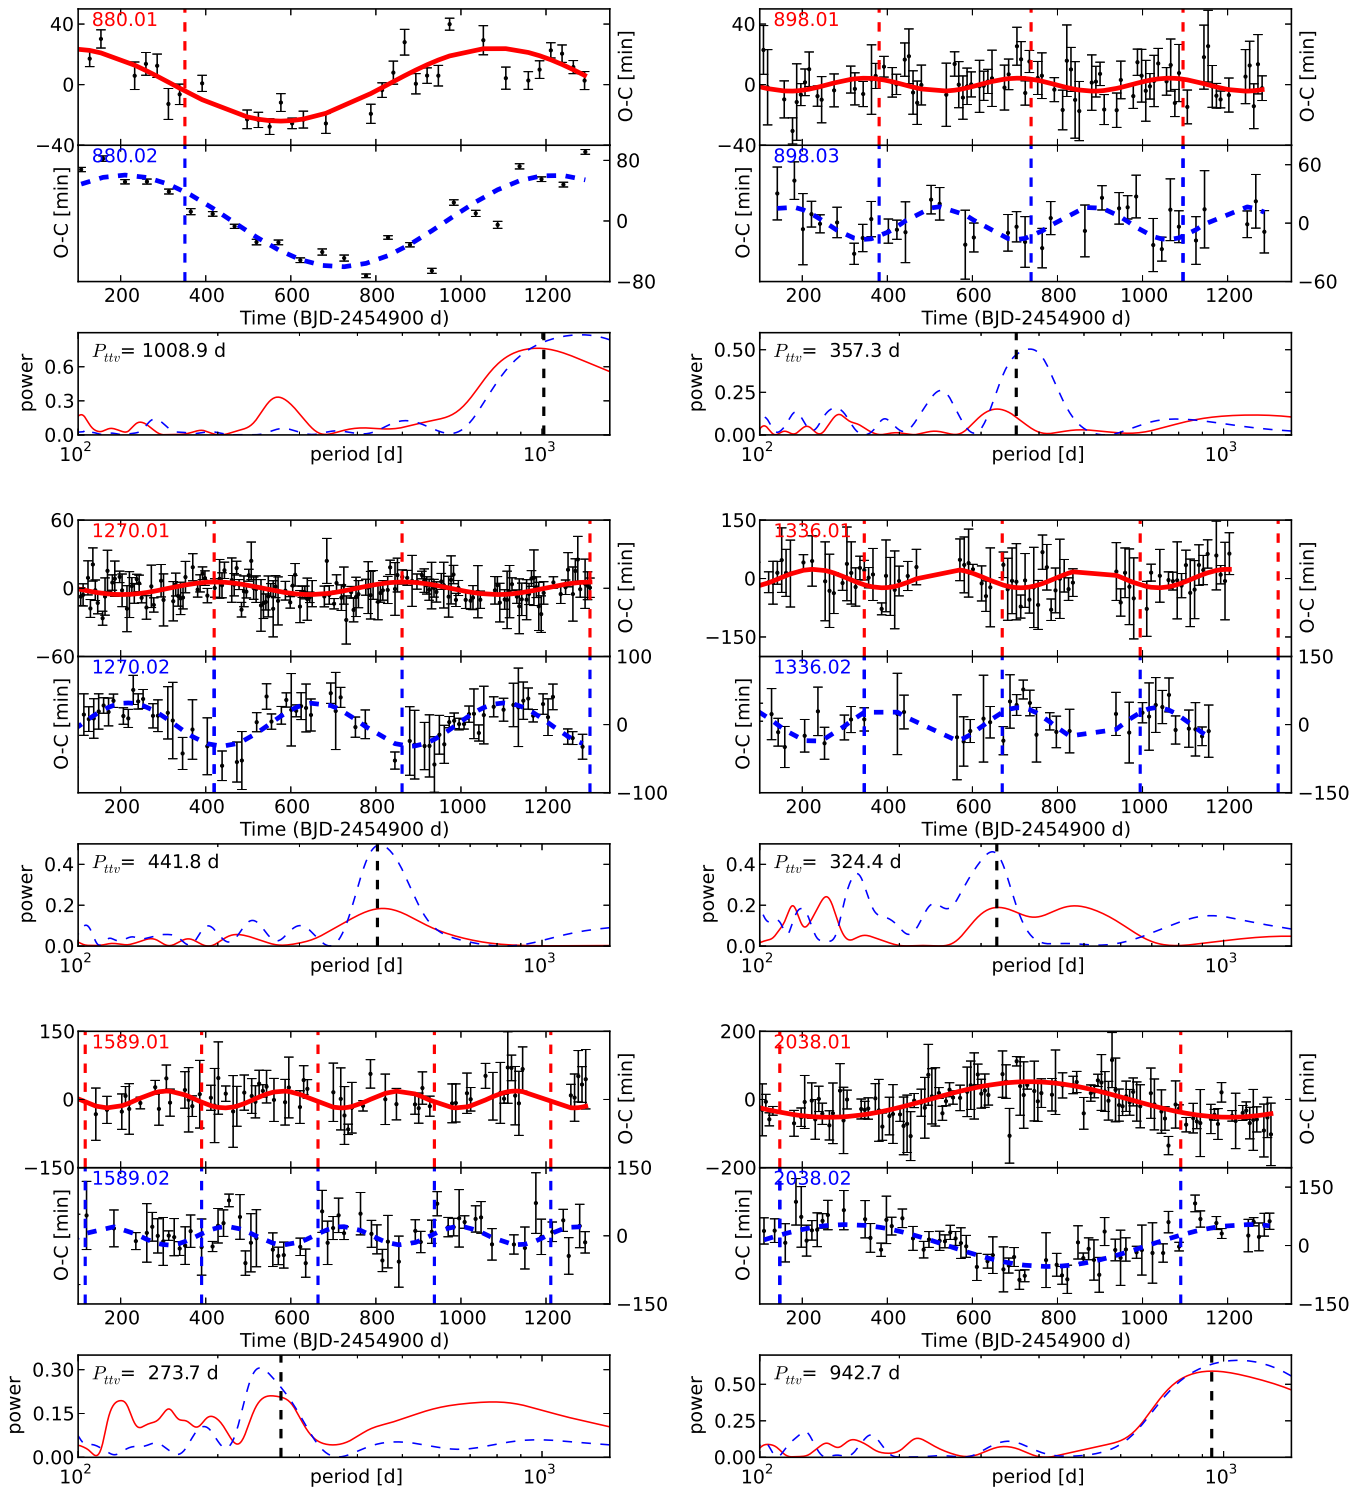 880.01
40
0
−40
O-C [min]
880.02
80
0
−80
O-C [min]
200 400 600 800 1000 1200
Time (BJD-2454900 d)
P_ttv= 1008.9 d
power
0.6
0.3
0.0
10^2 10^3
period [d]
898.01
40
0
−40
O-C [min]
898.03
60
0
−60
O-C [min]
200 400 600 800 1000 1200
Time (BJD-2454900 d)
P_ttv= 357.3 d
power
0.50
0.25
0.00
10^2 10^3
period [d]
1270.01
60
0
−60
O-C [min]
1270.02
100
0
−100
O-C [min]
200 400 600 800 1000 1200
Time (BJD-2454900 d)
P_ttv= 441.8 d
power
0.4
0.2
0.0
10^2 10^3
period [d]
1336.01
150
0
−150
O-C [min]
1336.02
150
0
−150
O-C [min]
200 400 600 800 1000 1200
Time (BJD-2454900 d)
P_ttv= 324.4 d
power
0.4
0.2
0.0
10^2 10^3
period [d]
1589.01
150
0
−150
O-C [min]
1589.02
150
0
−150
O-C [min]
200 400 600 800 1000 1200
Time (BJD-2454900 d)
P_ttv= 273.7 d
power
0.30
0.15
0.00
10^2 10^3
period [d]
2038.01
200
0
−200
O-C [min]
2038.02
150
0
−150
O-C [min]
200 400 600 800 1000 1200
Time (BJD-2454900 d)
P_ttv= 942.7 d
power
0.50
0.25
0.00
10^2 10^3
period [d]